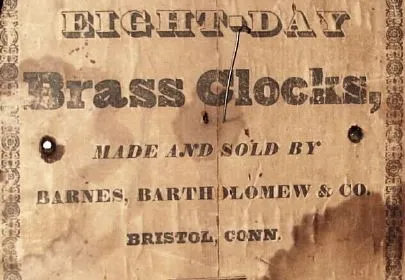 EIGHT-DAY
Brass Clocks,
MADE AND SOLD BY
BARNES, BARTHOLOMEW & CO.
BRISTOL, CONN.